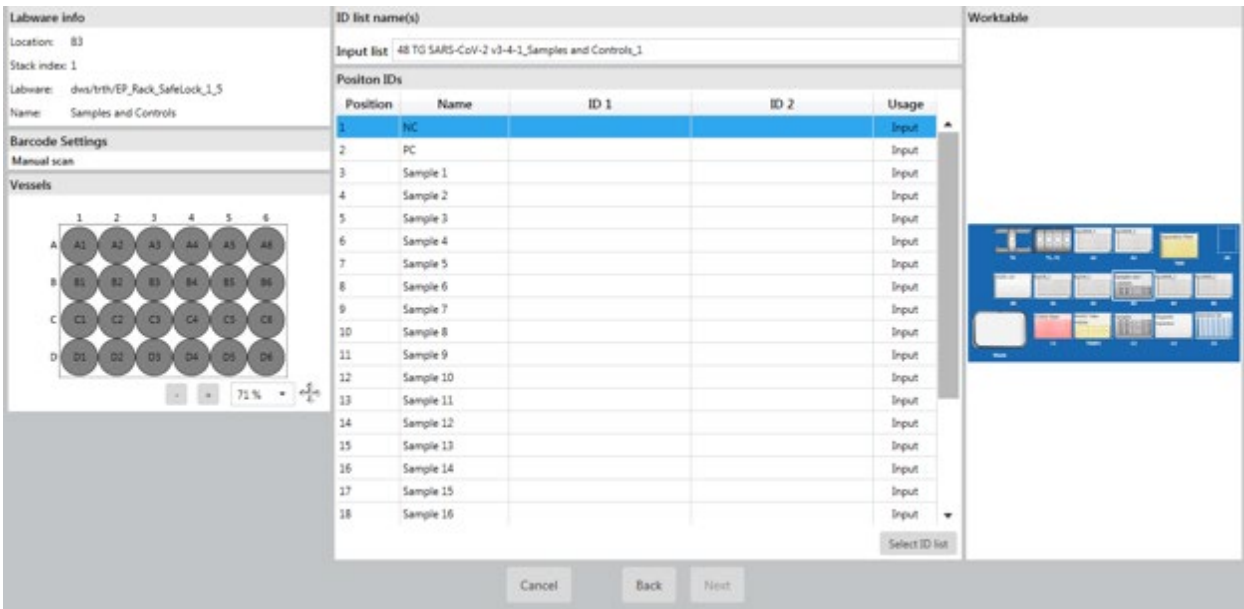 Labware info
Location: B3
Stack index: 1
Labware: dws/trth/EP_Rack_SafeLock_1_5
Name: Samples and Controls
Barcode Settings
Manual scan
Vessels
1 2 3 4 5 6
A A1 A2 A3 A4 A5 A6
B B1 B2 B3 B4 B5 B6
C C1 C2 C3 C4 C5 C6
D D1 D2 D3 D4 D5 D6
- + 71 %
ID list name(s)
Input list 48 TG SARS-CoV-2 v3-4-1_Samples and Controls_1
Positon IDs
Position Name ID 1 ID 2 Usage
1 NC Input
2 PC Input
3 Sample 1 Input
4 Sample 2 Input
5 Sample 3 Input
6 Sample 4 Input
7 Sample 5 Input
8 Sample 6 Input
9 Sample 7 Input
10 Sample 8 Input
11 Sample 9 Input
12 Sample 10 Input
13 Sample 11 Input
14 Sample 12 Input
15 Sample 13 Input
16 Sample 14 Input
17 Sample 15 Input
18 Sample 16 Input
Select ID list
Worktable
Cancel Back Next